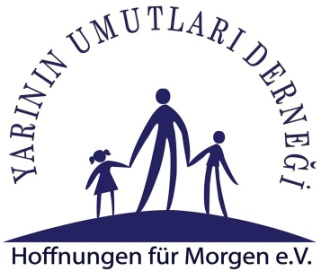 YARININ UMUTLARI DERNEĞİ
Hoffnungen für Morgen e.V.